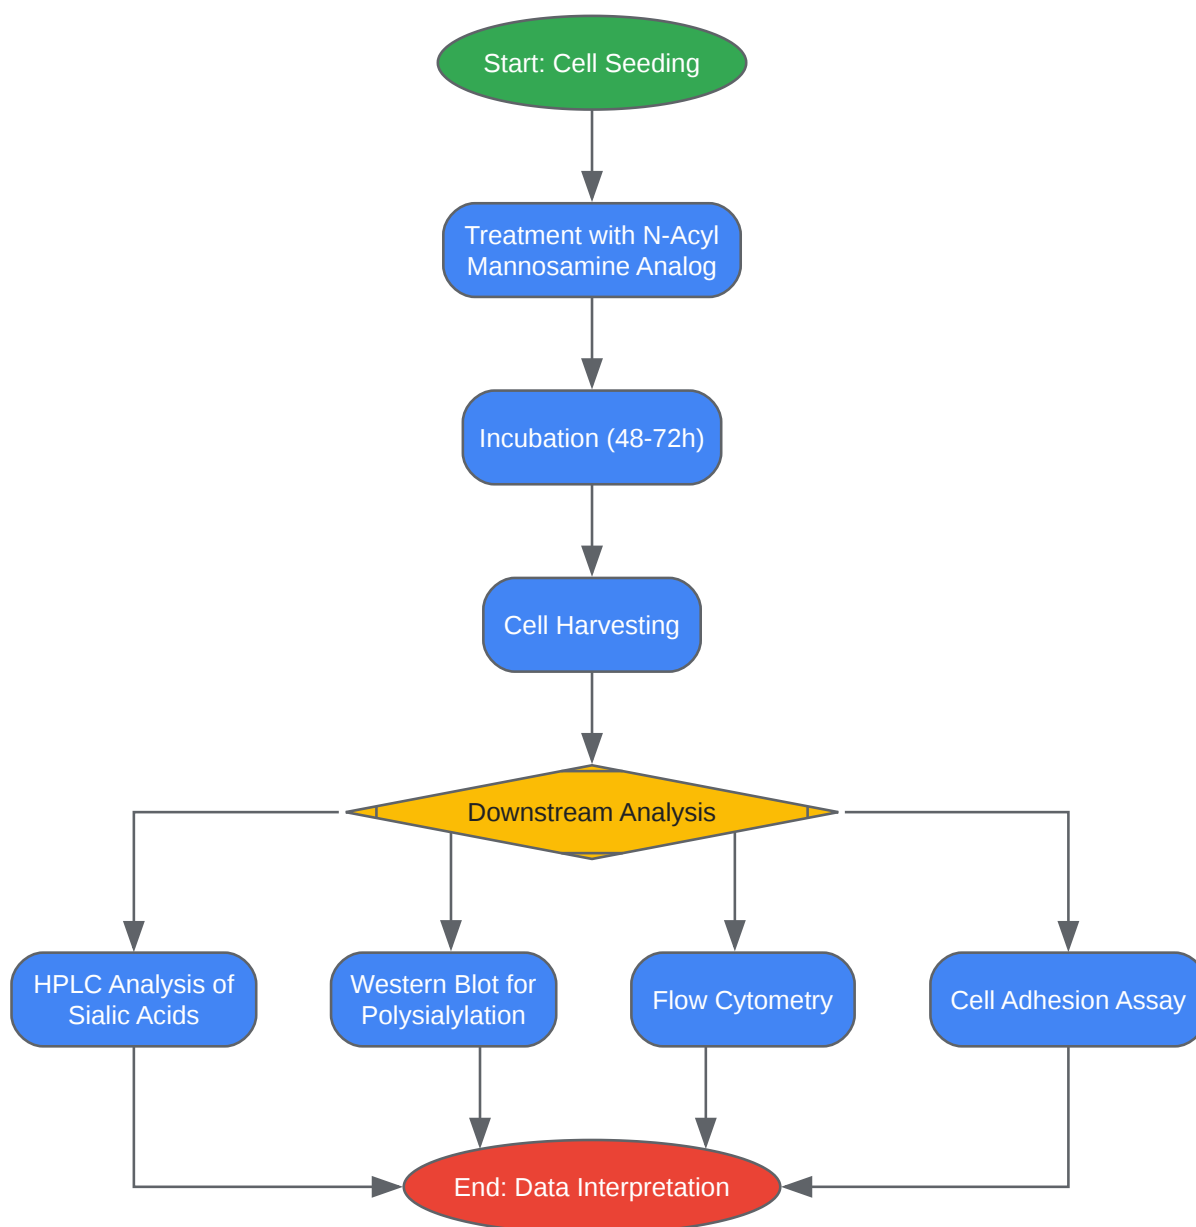 Start: Cell Seeding
Treatment with N-Acyl
Mannosamine Analog
Incubation (48-72h)
Cell Harvesting
Downstream Analysis
HPLC Analysis of
Sialic Acids
Western Blot for
Polysialylation
Flow Cytometry
Cell Adhesion Assay
End: Data Interpretation